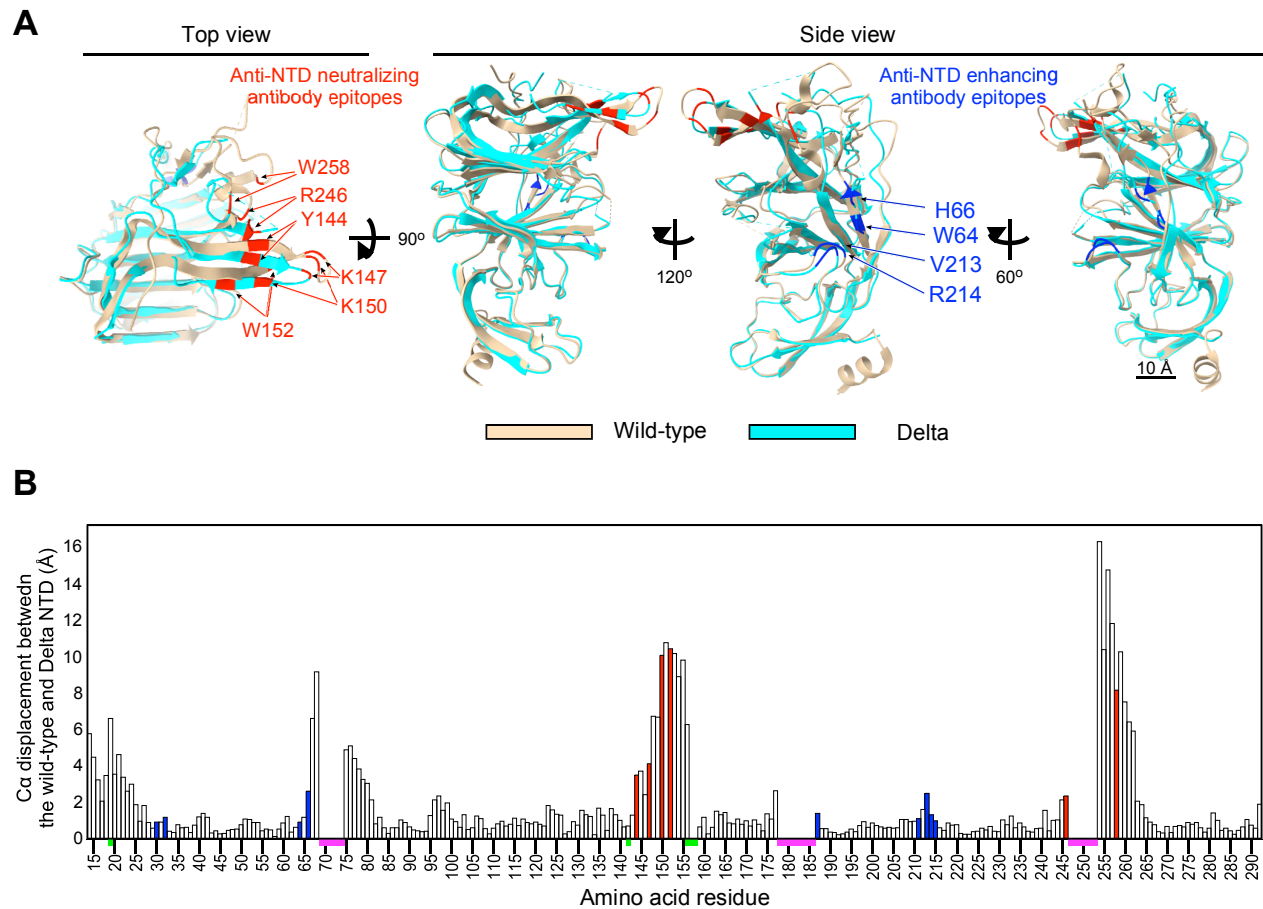 A
Top view
Side view
Anti-NTD neutralizing
antibody epitopes
Anti-NTD enhancing
antibody epitopes
W258
R246
Y144
K147
K150
W152
90º
120º
H66
W64
V213
R214
60º
10 Å
Wild-type
Delta
B
Cα displacement betwedn
the wild-type and Delta NTD (Å)
16
14
12
10
8
6
4
2
0
15 20 25 30 35 40 45 50 55 60 65 70 75 80 85 90 95 100 105 110 115 120 125 130 135 140 145 150 155 160 165 170 175 180 185 190 195 200 205 210 215 220 225 230 235 240 245 250 255 260 265 270 275 280 285 290
Amino acid residue